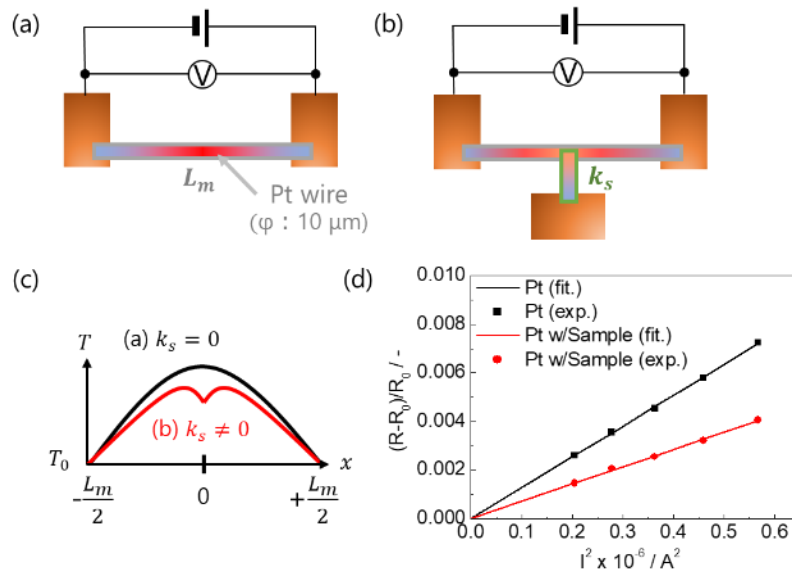 (a)
V
L_m
Pt wire
(φ : 10 μm)
(b)
V
k_s
(c)
T
(a) k_s = 0
(b) k_s ≠ 0
T_0
x
-L_m/2
0
+L_m/2
(d)
0.010
0.008
0.006
0.004
0.002
0.000
(R-R_0)/R_0 / -
Pt (fit.)
Pt (exp.)
Pt w/Sample (fit.)
Pt w/Sample (exp.)
0.0 0.1 0.2 0.3 0.4 0.5 0.6
I^2 x 10^-6 / A^2